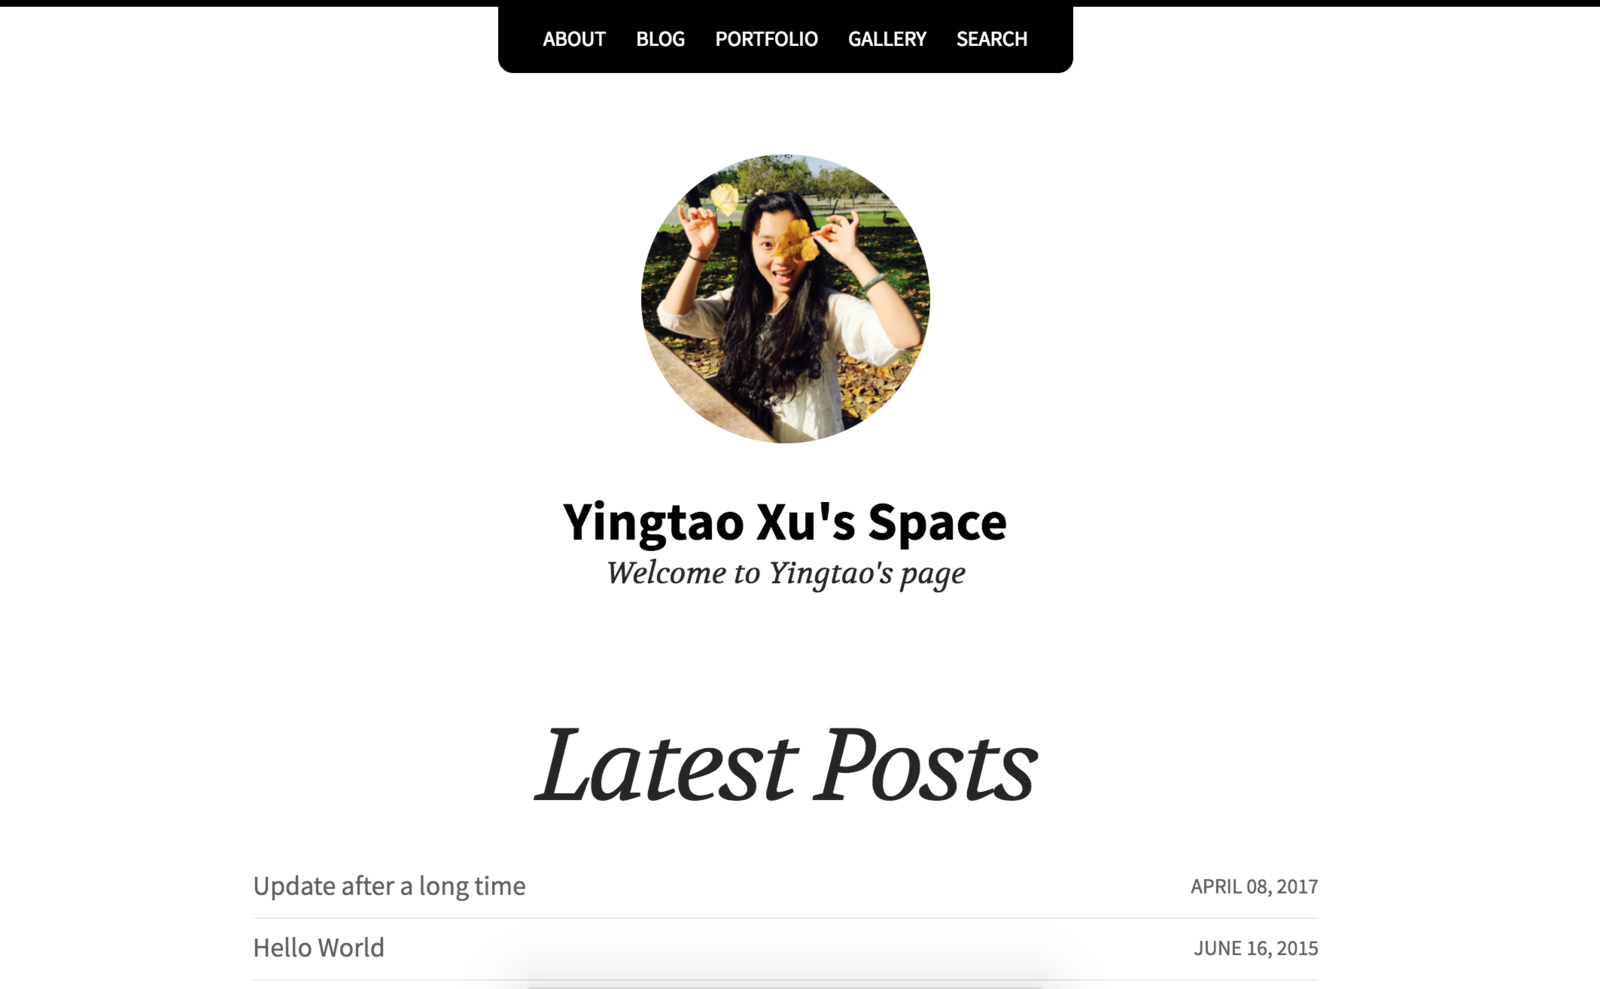 ABOUT BLOG PORTFOLIO GALLERY SEARCH
Yingtao Xu's Space
Welcome to Yingtao's page
Latest Posts
Update after a long time APRIL 08, 2017
Hello World JUNE 16, 2015